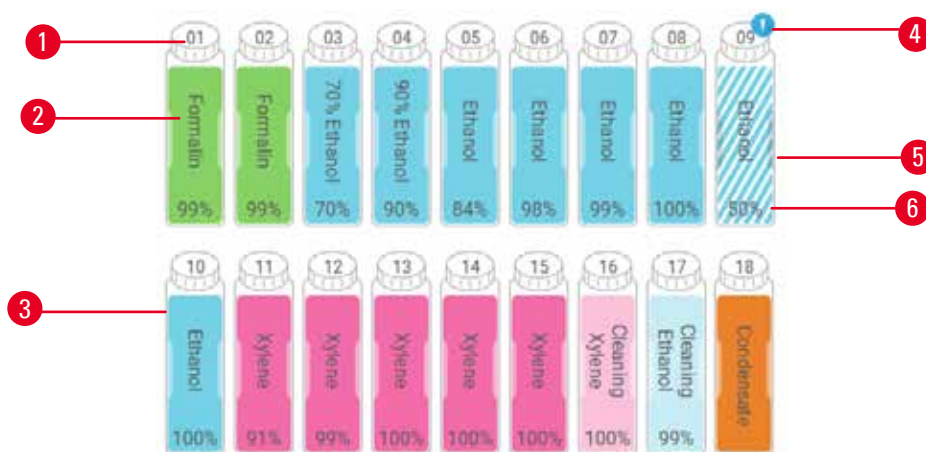 01 02 03 04 05 06 07 08 09
1
4
2
Formalin Formalin 70% Ethanol 90% Ethanol Ethanol Ethanol Ethanol Ethanol Ethanol
5
99% 99% 70% 90% 84% 98% 99% 100% 50%
6
10 11 12 13 14 15 16 17 18
3
Ethanol Xylene Xylene Xylene Xylene Xylene Cleaning Xylene Cleaning Ethanol Condensate
100% 91% 99% 100% 100% 100% 100% 99%